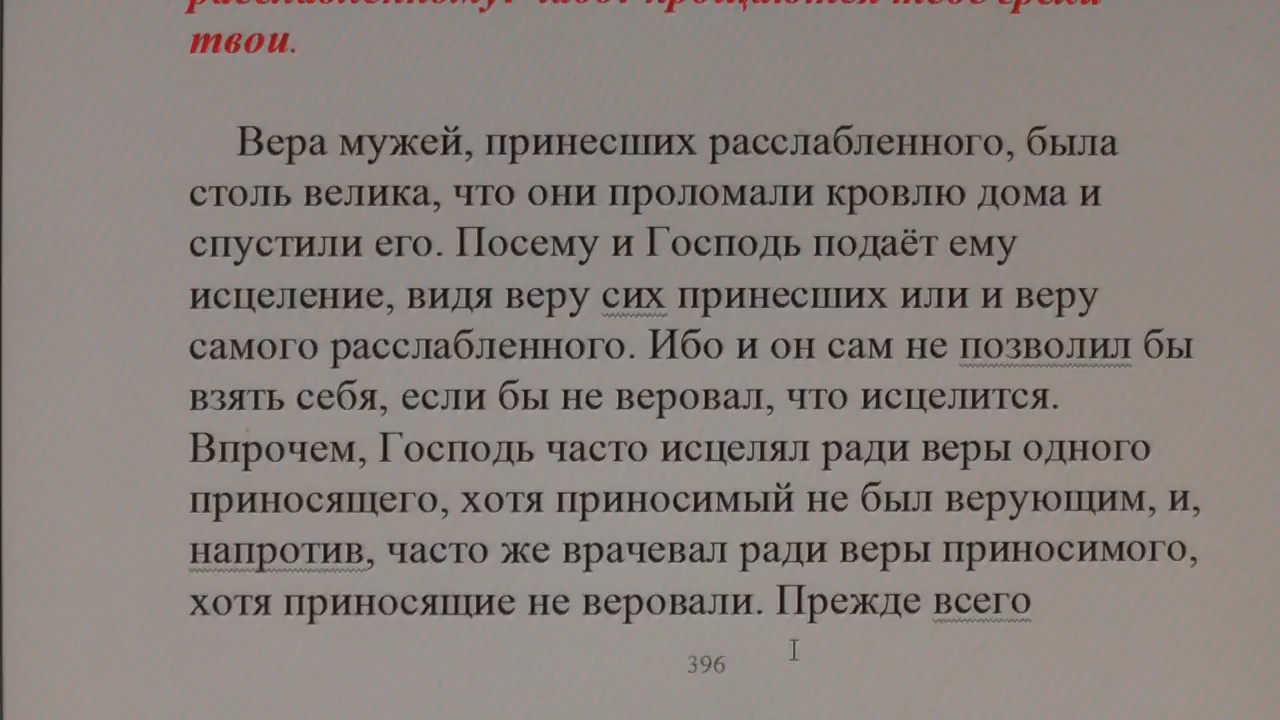 твои.
Вера мужей, принесших расслабленного, была
столь велика, что они проломали кровлю дома и
спустили его. Посему и Господь подаёт ему
исцеление, видя веру сих принесших или и веру
самого расслабленного. Ибо и он сам не позволил бы
взять себя, если бы не веровал, что исцелится.
Впрочем, Господь часто исцелял ради веры одного
приносящего, хотя приносимый не был верующим, и,
напротив, часто же врачевал ради веры приносимого,
хотя приносящие не веровали. Прежде всего
396